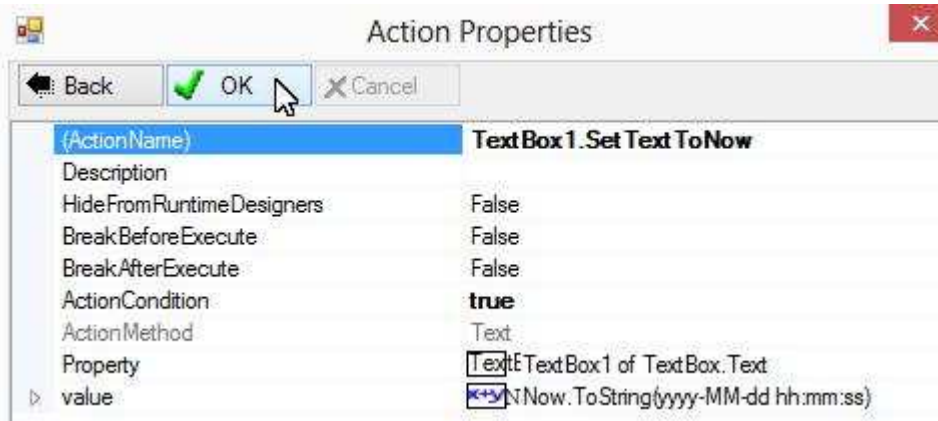 Action Properties
Back OK Cancel
(ActionName) TextBox1.SetTextToNow
Description
HideFromRuntimeDesigners False
BreakBeforeExecute False
BreakAfterExecute False
ActionCondition true
ActionMethod Text
Property TextBox1 of TextBox.Text
value Now.ToString(yyyy-MM-dd hh:mm:ss)